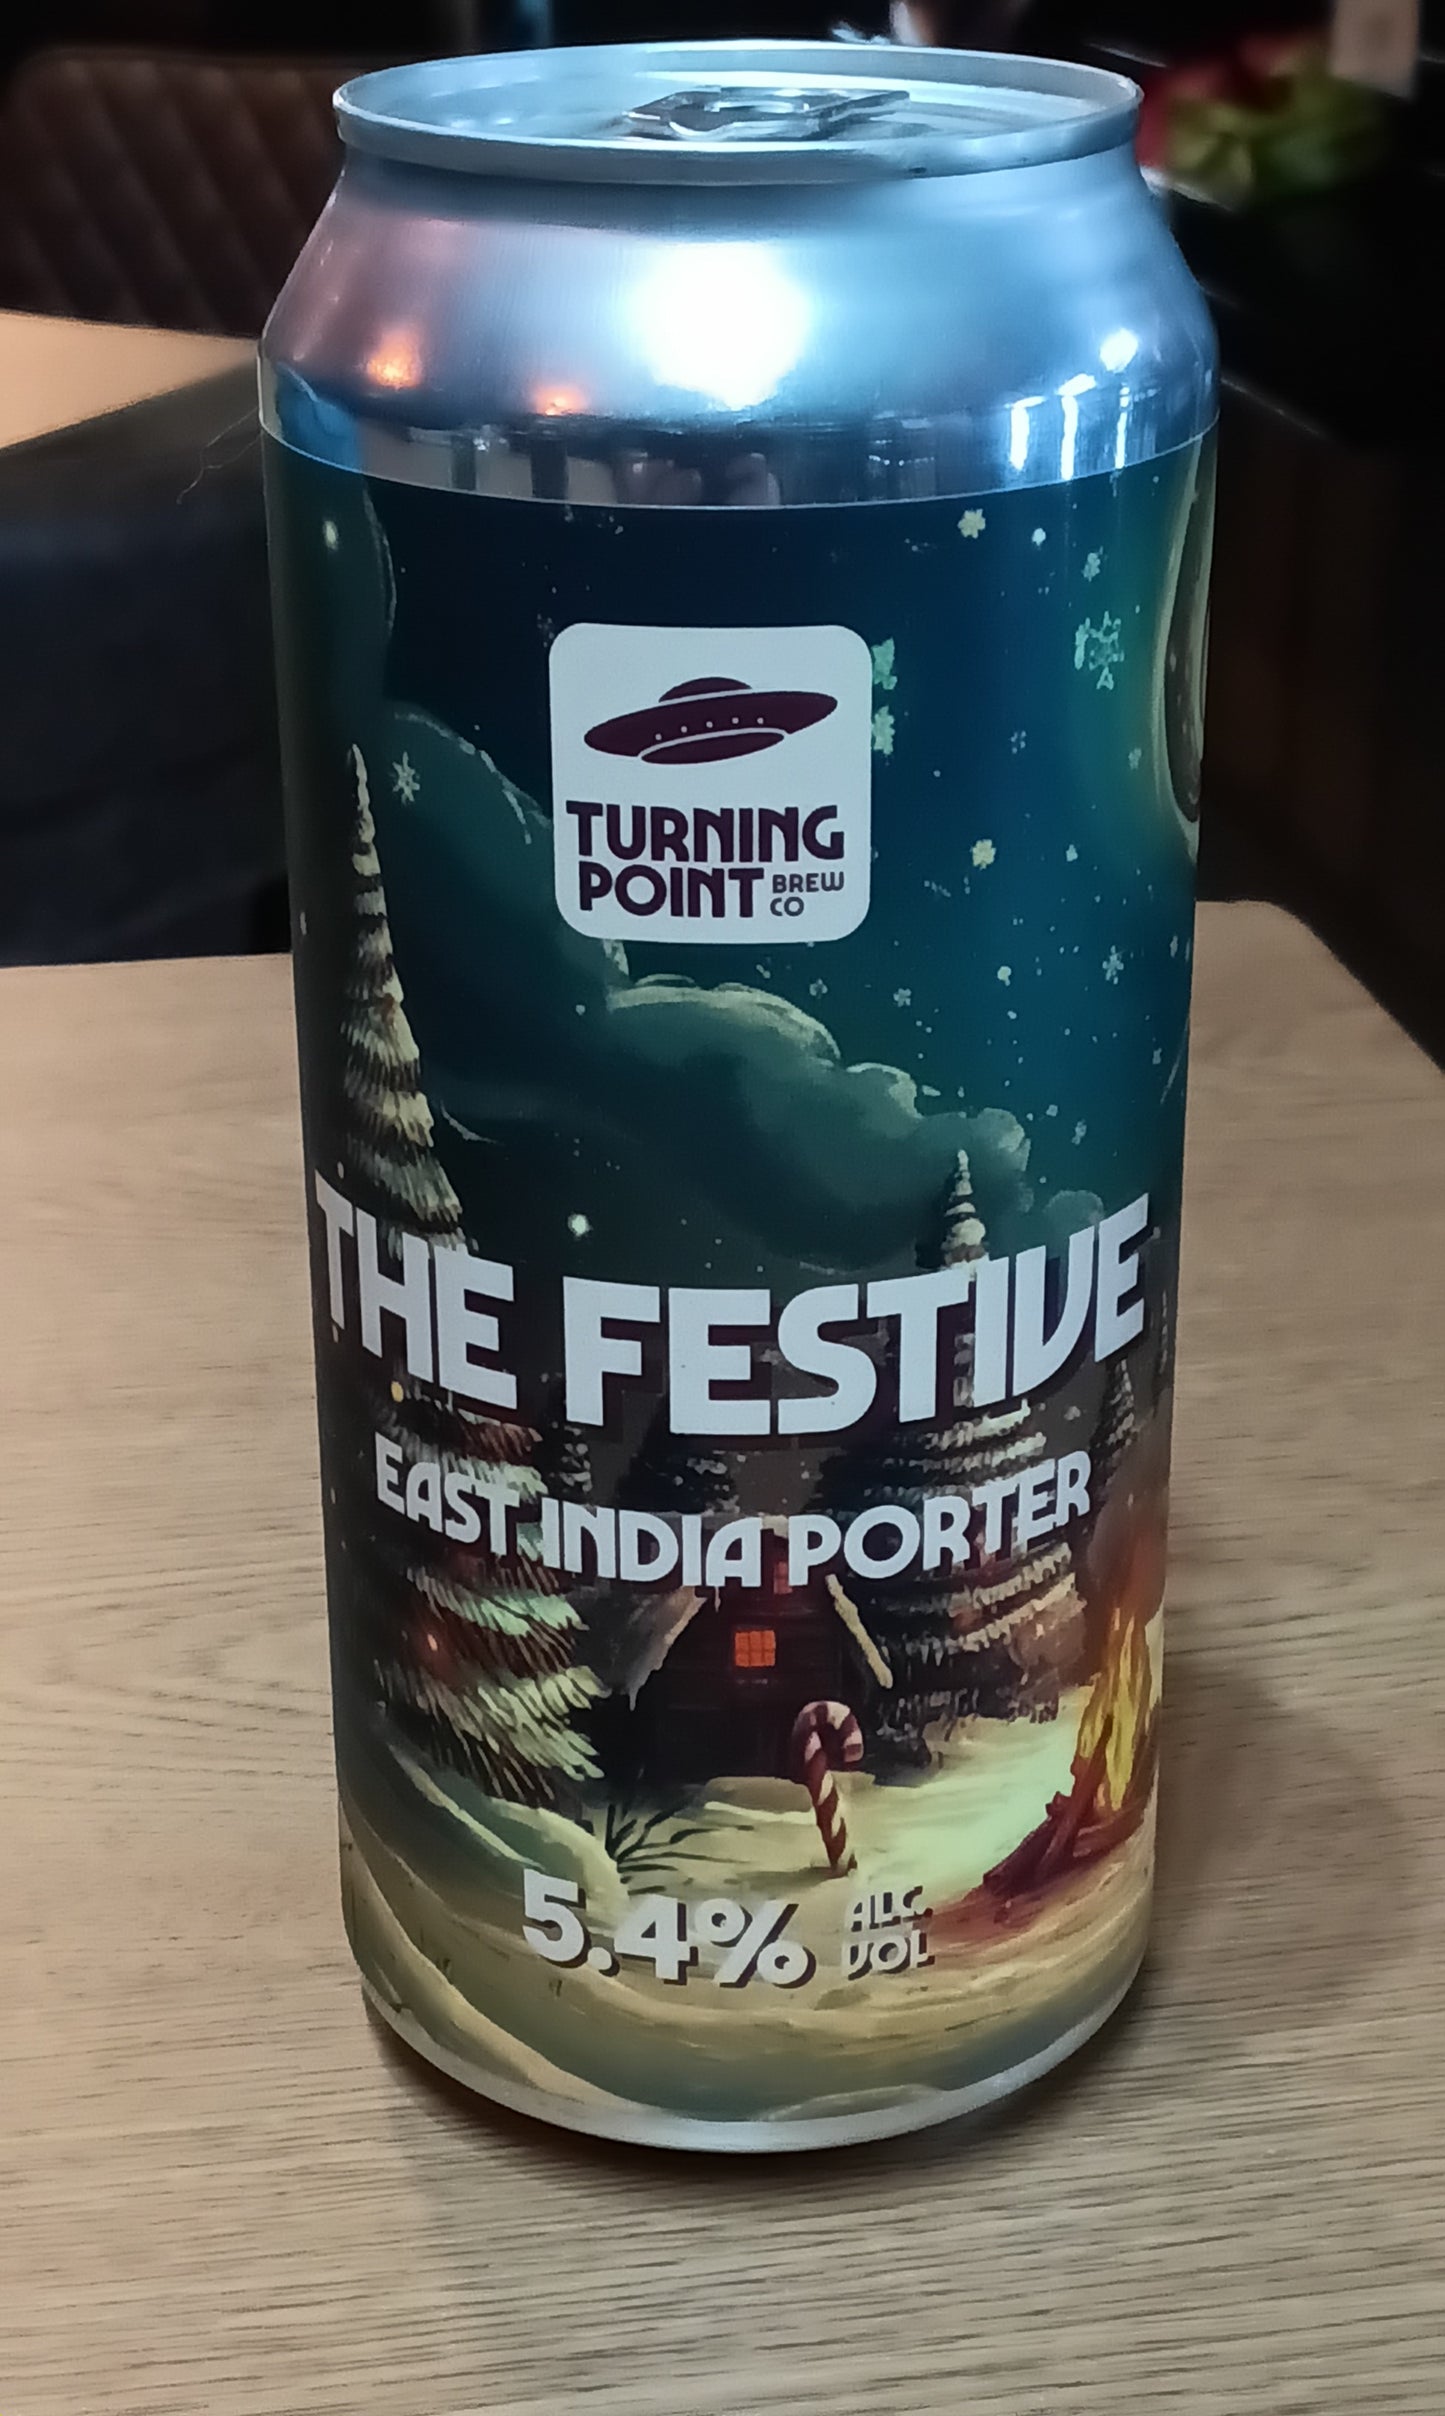 TURNING
POINT BREW
CO
THE FESTIVE
EAST INDIA PORTER
5.4% ALC.
VOL